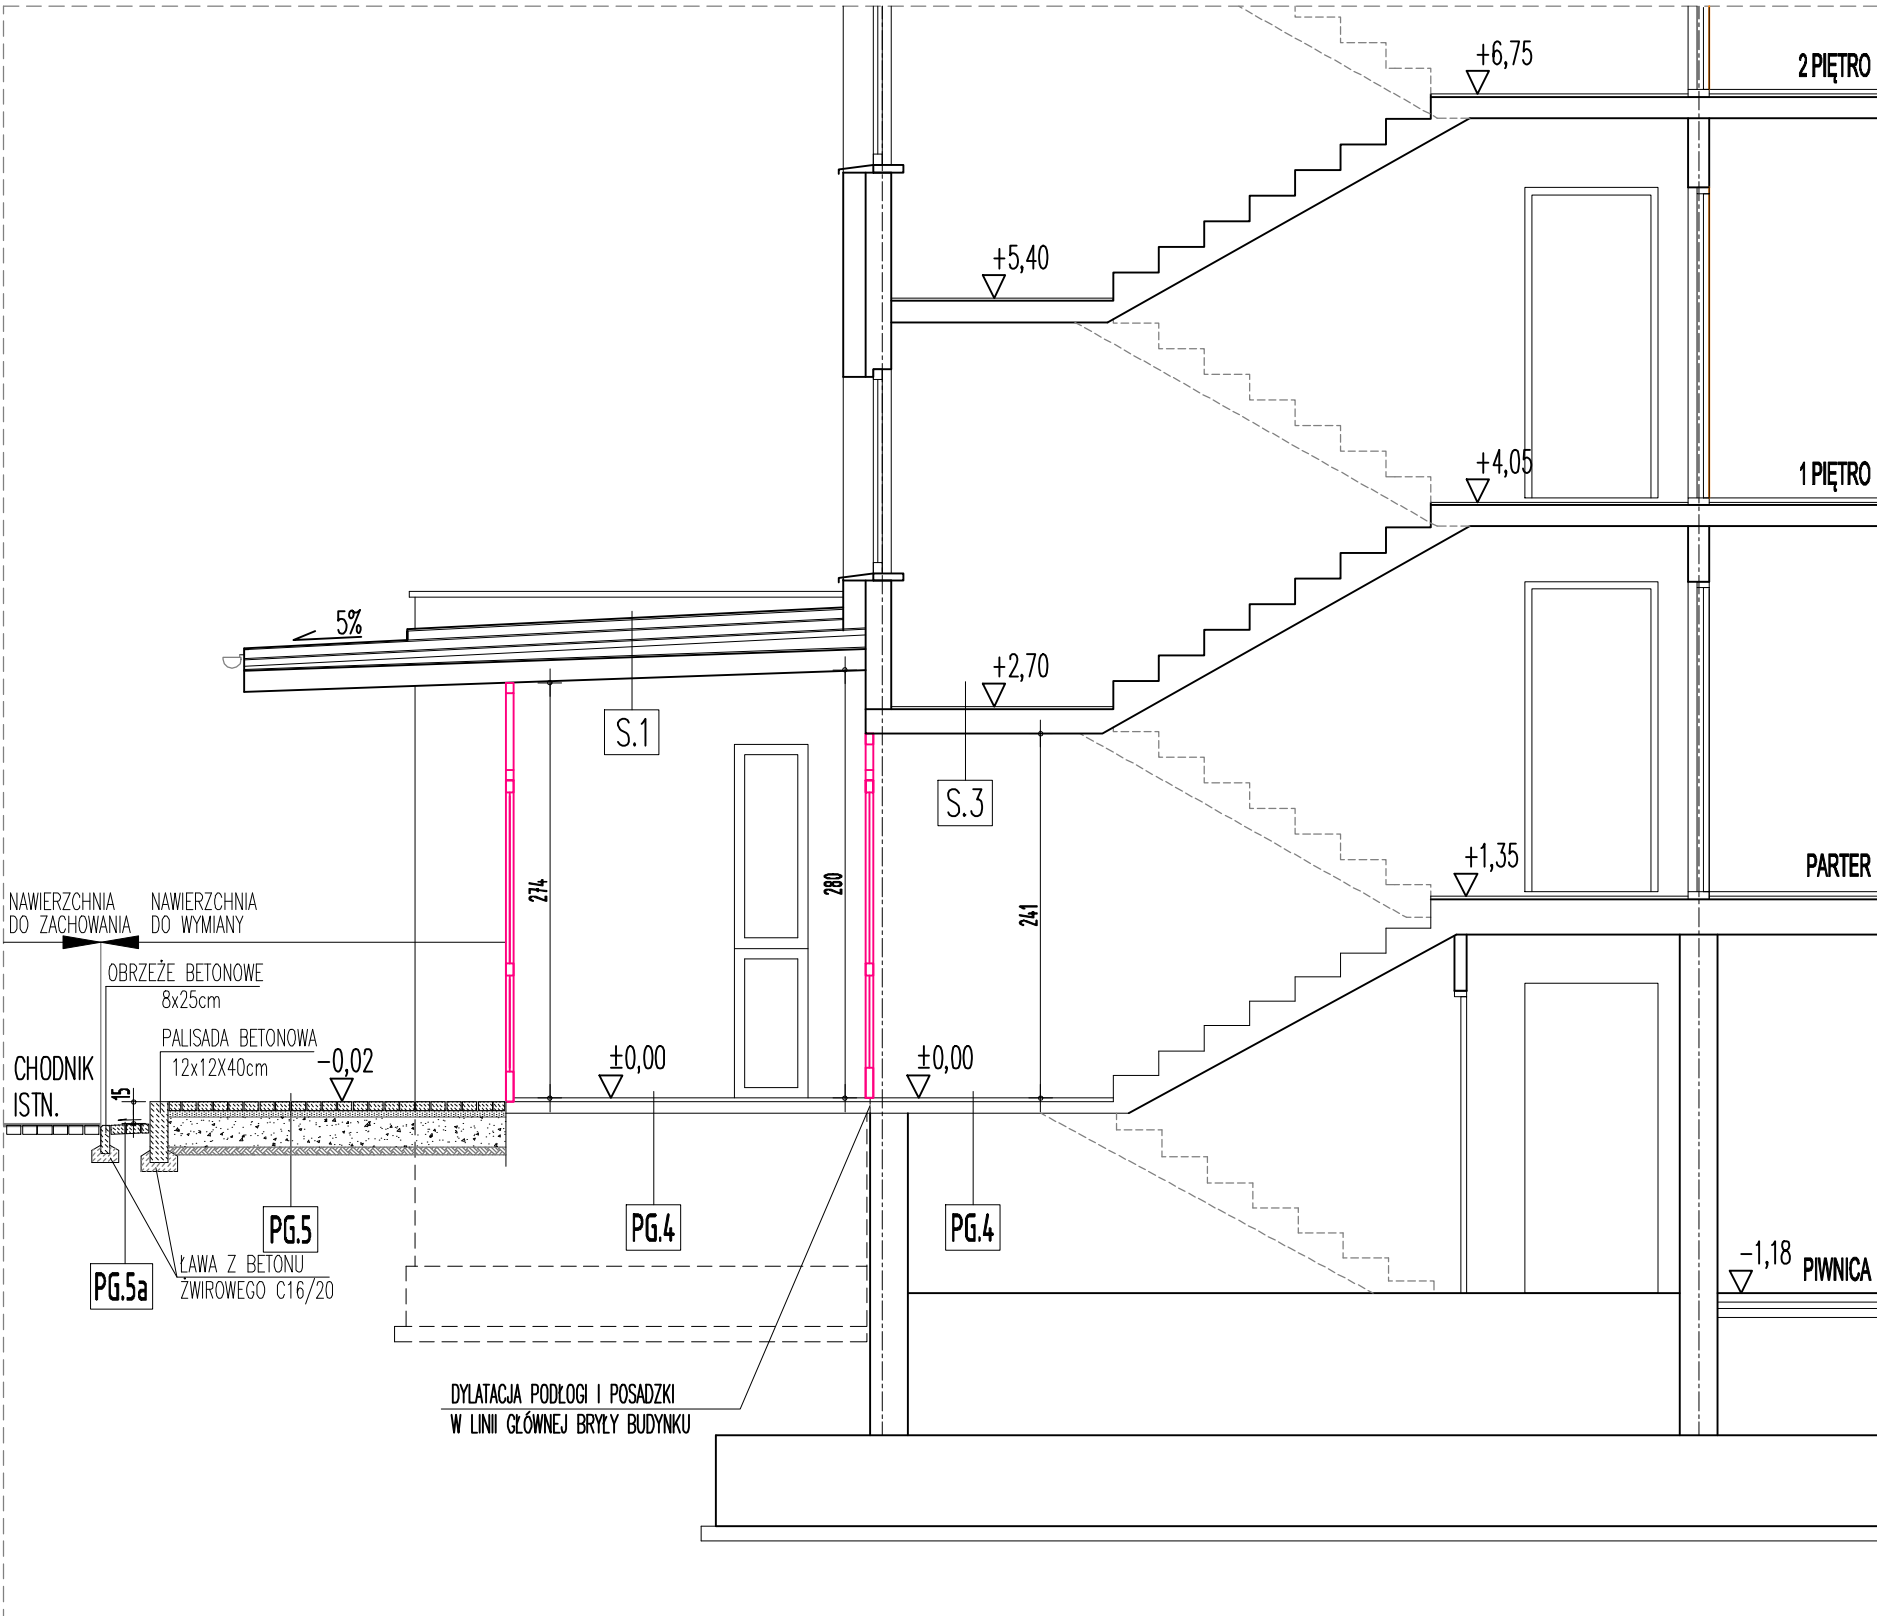 +6,75
2 PIĘTRO
+5,40
+4,05
1 PIĘTRO
5%
+2,70
S.1
S.3
+1,35
PARTER
274
280
241
NAWIERZCHNIA
DO ZACHOWANIA
NAWIERZCHNIA
DO WYMIANY
OBRZEŻE BETONOWE
8x25cm
PALISADA BETONOWA
12x12X40cm
-0,02
±0,00
±0,00
CHODNIK
ISTN.
15
PG.5
PG.4
PG.4
PG.5a
ŁAWA Z BETONU
ŻWIROWEGO C16/20
-1,18
PIWNICA
DYLATACJA PODŁOGI I POSADZKI
W LINII GŁÓWNEJ BRYŁY BUDYNKU